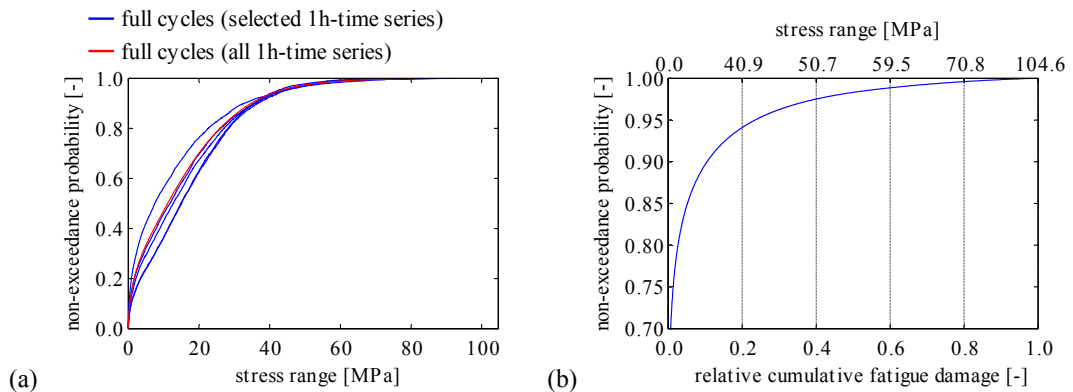 full cycles (selected 1h-time series)
full cycles (all 1h-time series)
non-exceedance probability [-]
1.0
0.8
0.6
0.4
0.2
0.0
0 20 40 60 80 100
stress range [MPa]
(a)
stress range [MPa]
0.0 40.9 50.7 59.5 70.8 104.6
non-exceedance probability [-]
1.00
0.95
0.90
0.85
0.80
0.75
0.70
0.0 0.2 0.4 0.6 0.8 1.0
relative cumulative fatigue damage [-]
(b)